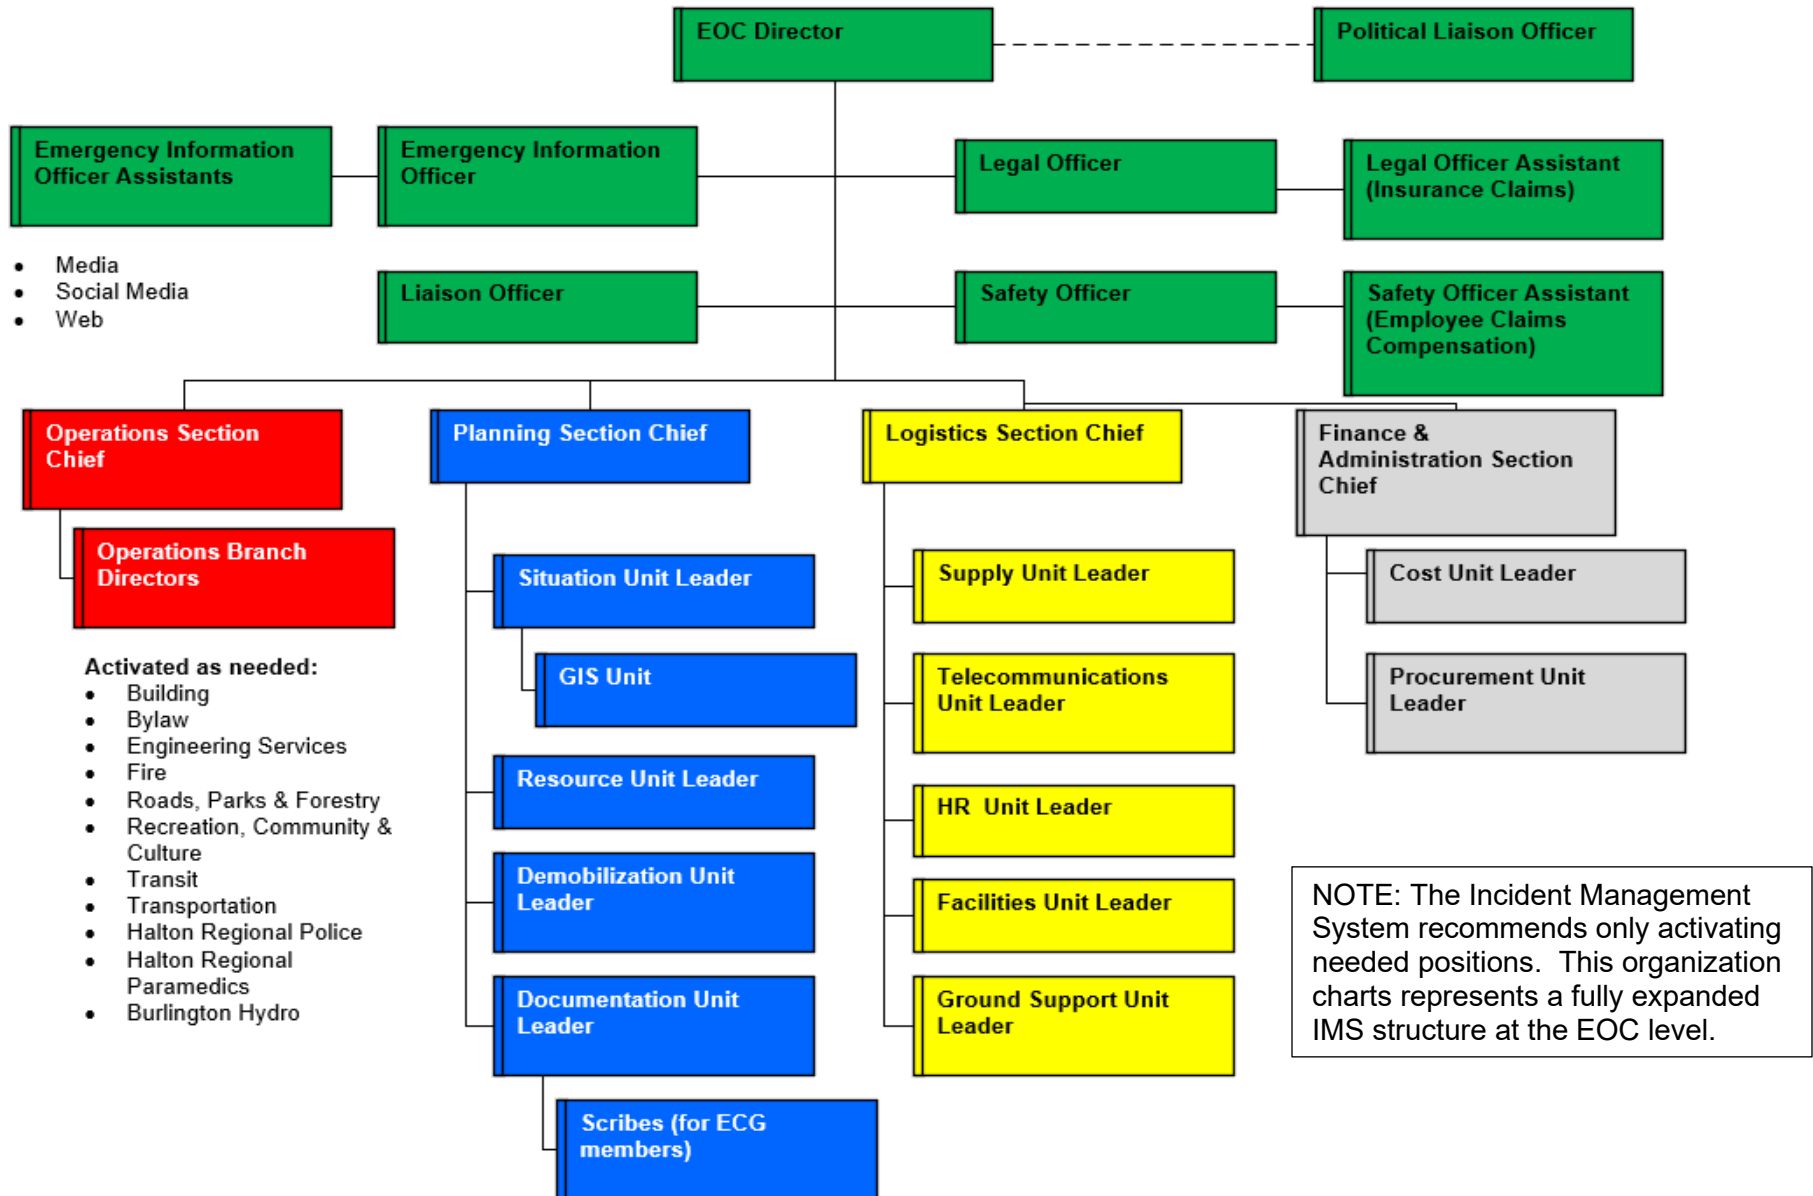 EOC Director
Political Liaison Officer
Emergency Information
Officer Assistants
Emergency Information
Officer
Legal Officer
Legal Officer Assistant
(Insurance Claims)
• Media
• Social Media
• Web
Liaison Officer
Safety Officer
Safety Officer Assistant
(Employee Claims
Compensation)
Operations Section
Chief
Operations Branch
Directors
Activated as needed:
• Building
• Bylaw
• Engineering Services
• Fire
• Roads, Parks & Forestry
• Recreation, Community &
Culture
• Transit
• Transportation
• Halton Regional Police
• Halton Regional
Paramedics
• Burlington Hydro
Planning Section Chief
Situation Unit Leader
GIS Unit
Resource Unit Leader
Demobilization Unit
Leader
Documentation Unit
Leader
Scribes (for ECG
members)
Logistics Section Chief
Supply Unit Leader
Telecommunications
Unit Leader
HR  Unit Leader
Facilities Unit Leader
Ground Support Unit
Leader
Finance &
Administration Section
Chief
Cost Unit Leader
Procurement Unit
Leader
NOTE: The Incident Management
System recommends only activating
needed positions.  This organization
charts represents a fully expanded
IMS structure at the EOC level.